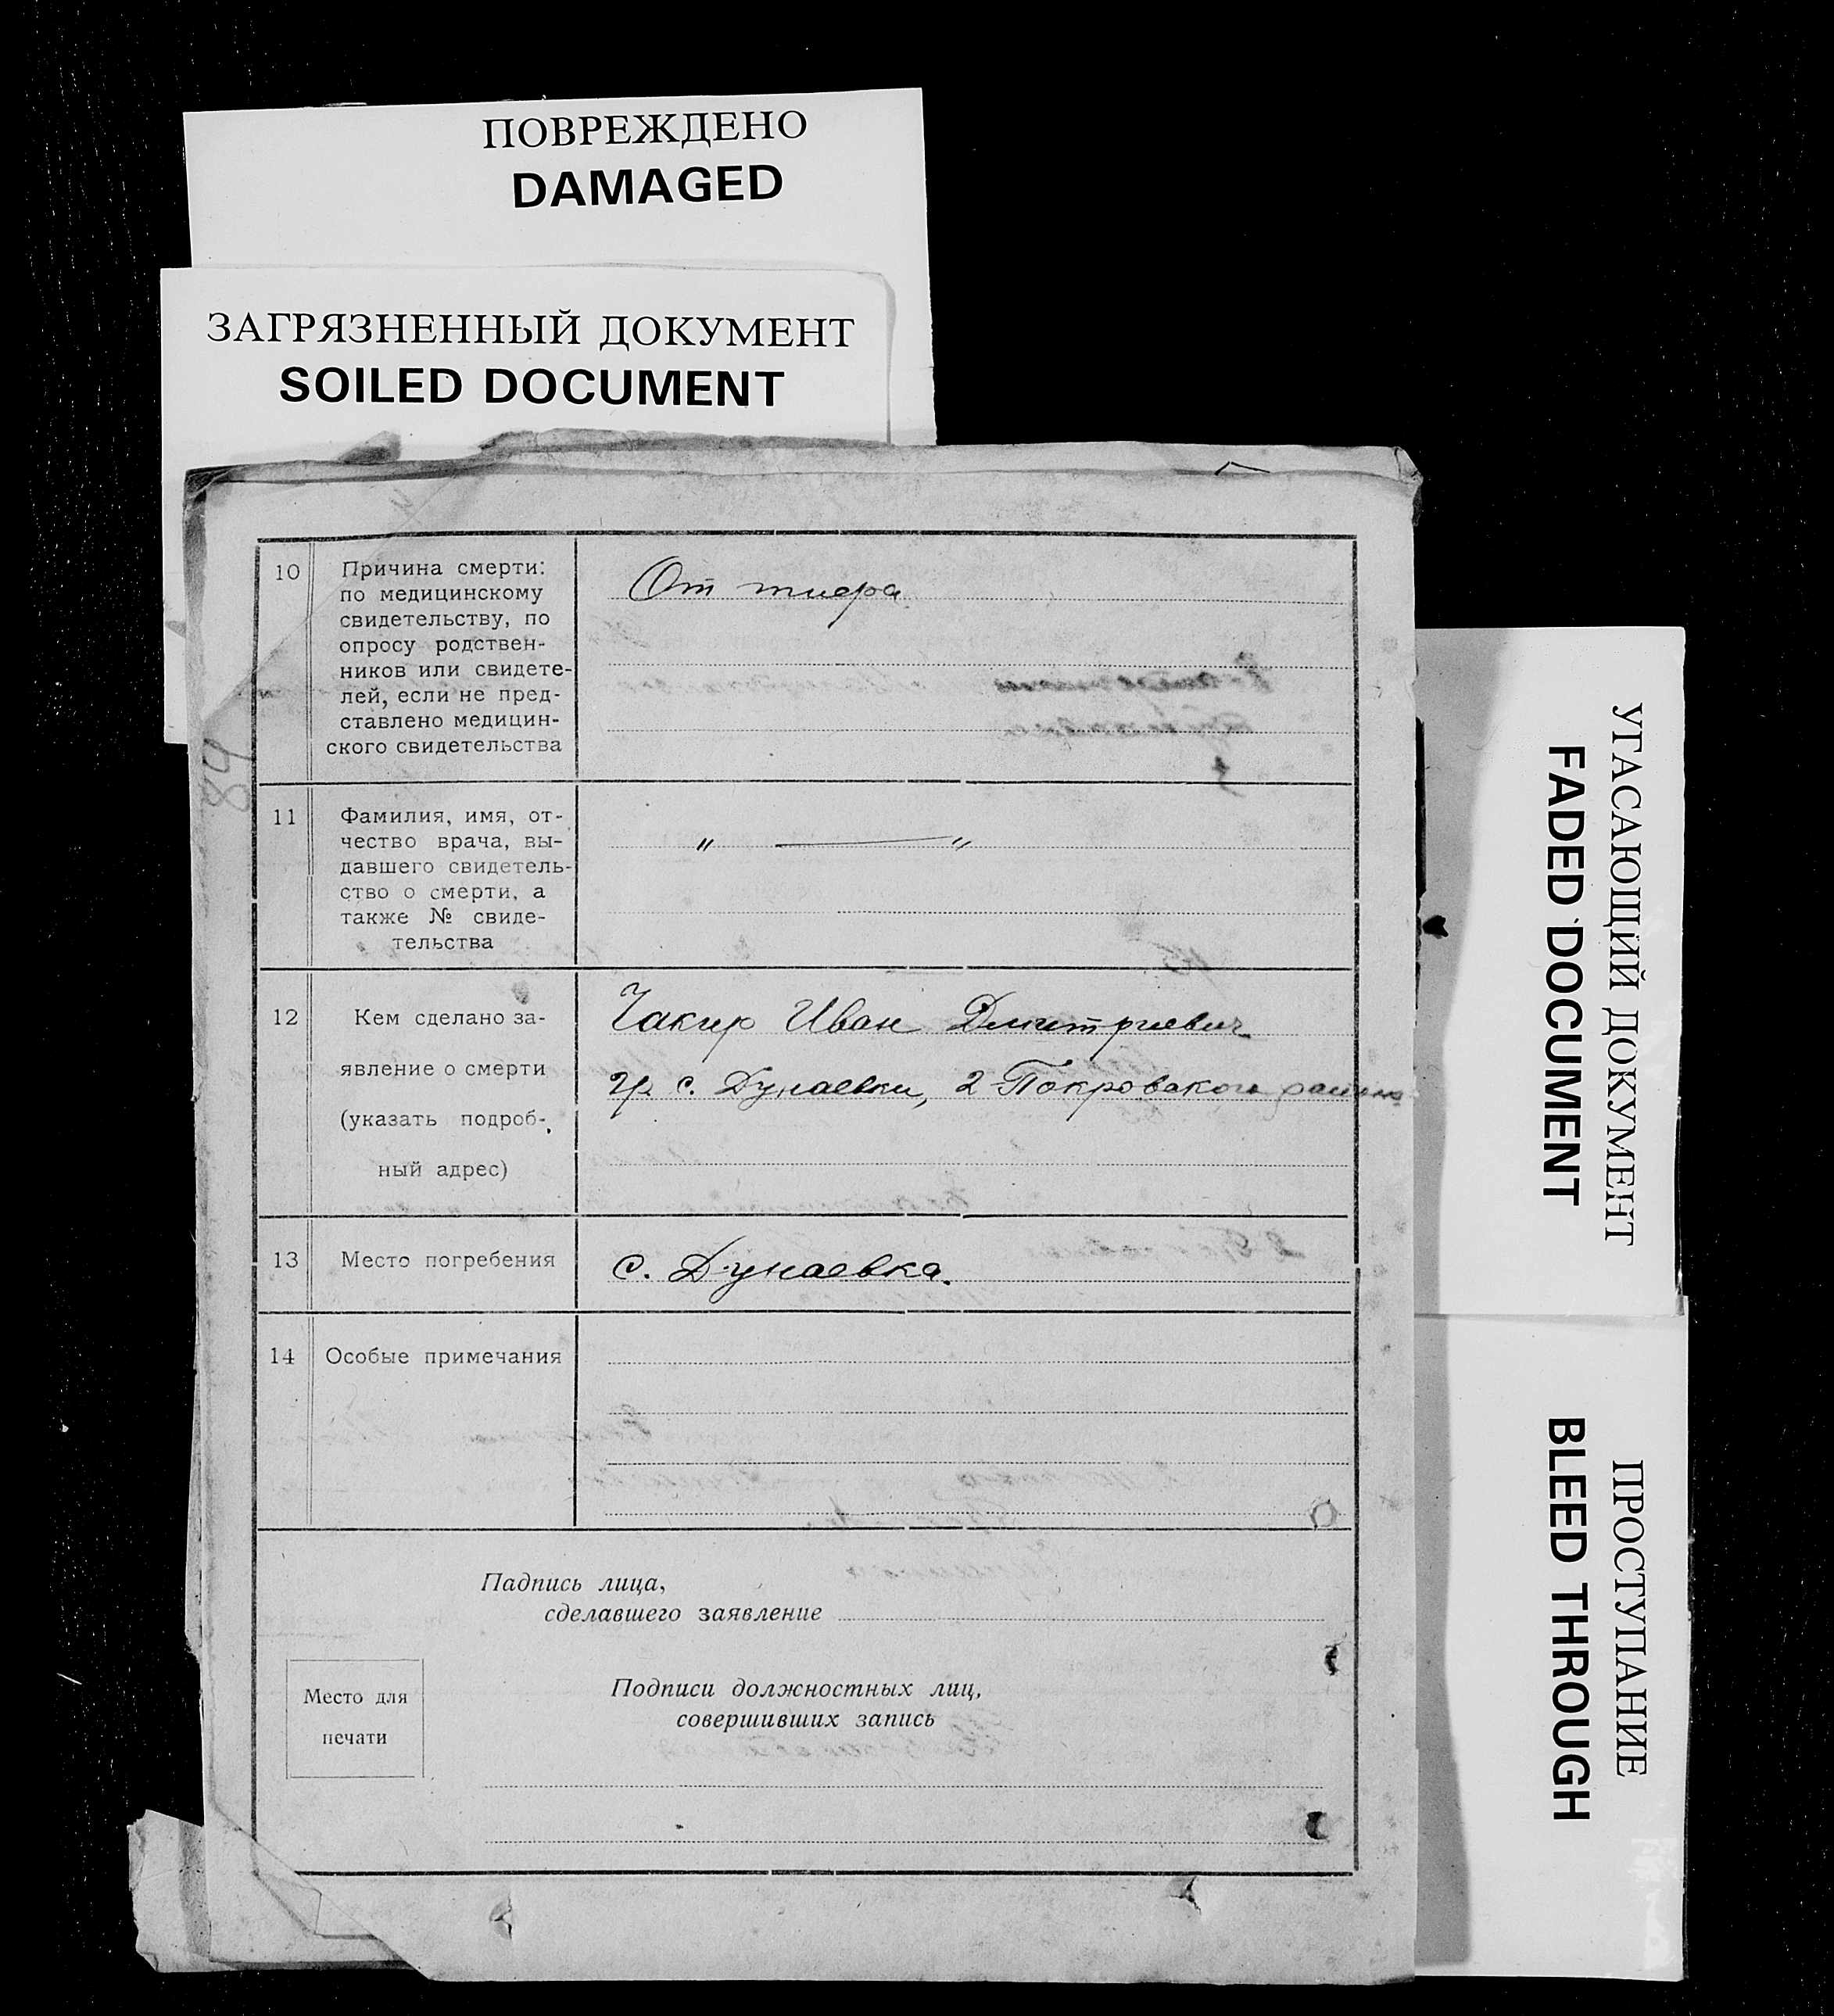 ПОВРЕЖДЕНО
DAMAGED
ЗАГРЯЗНЕННЫЙ ДОКУМЕНТ
SOILED DOCUMENT
10
Причина смерти:
по медицинскому
свидетельству, по
опросу родствен-
ников или свидете-
лей, если не пред-
ставлено медицин-
ского свидетельства
От
89
11
Фамилия, имя, от-
чество врача, вы-
давшего свидетель-
ство о смерти, а
также № свиде-
тельства
" — "
12
Кем сделано за-
явление о смерти
(указать подроб-
ный адрес)
Чакир Иван Дмитриевич
гр. с. Дунаевки, 2-Покровского района
13
Место погребения
с. Дунаевка.
14
Особые примечания
Падпись лица,
сделавшего заявление
Место для
печати
Подписи должностных лиц,
совершивших запись
УГАСАЮЩИЙ ДОКУМЕНТ
FADED DOCUMENT
ПРОСТУПАНИЕ
BLEED THROUGH